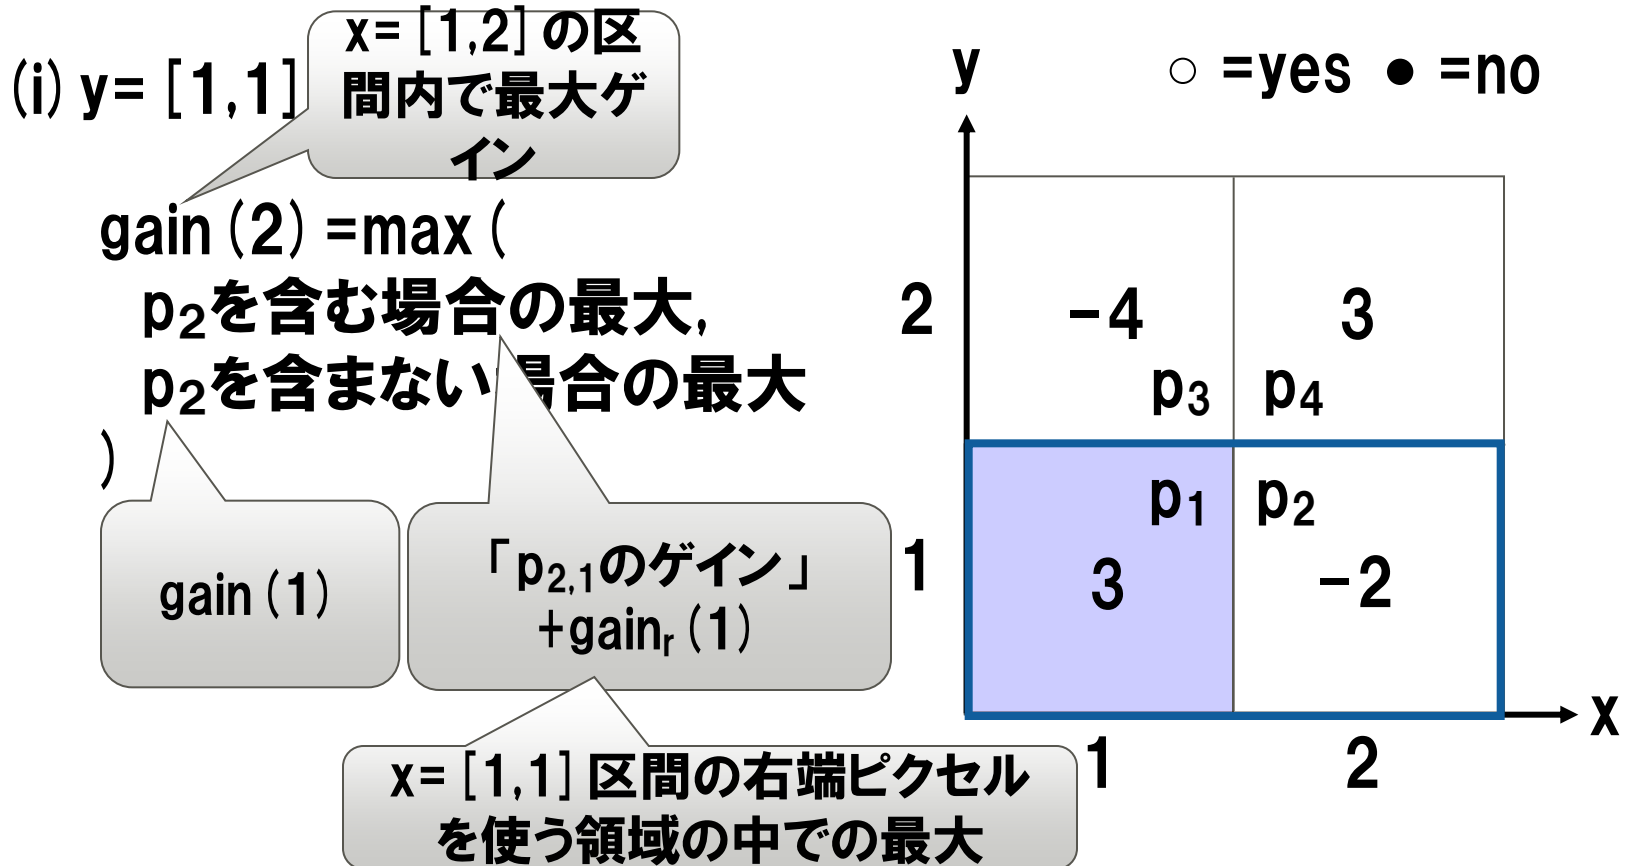 (i) y=[1,1]
x=[1,2]の区
間内で最大ゲ
イン
gain(2)=max(
p₂を含む場合の最大,
p₂を含まない場合の最大
)
gain(1)
「p₂,₁のゲイン」
+gainᵣ(1)
x=[1,1]区間の右端ピクセル
を使う領域の中での最大
○ =yes ● =no
y
2
-4
3
p₃
p₄
p₁
p₂
1
3
-2
x
1
2